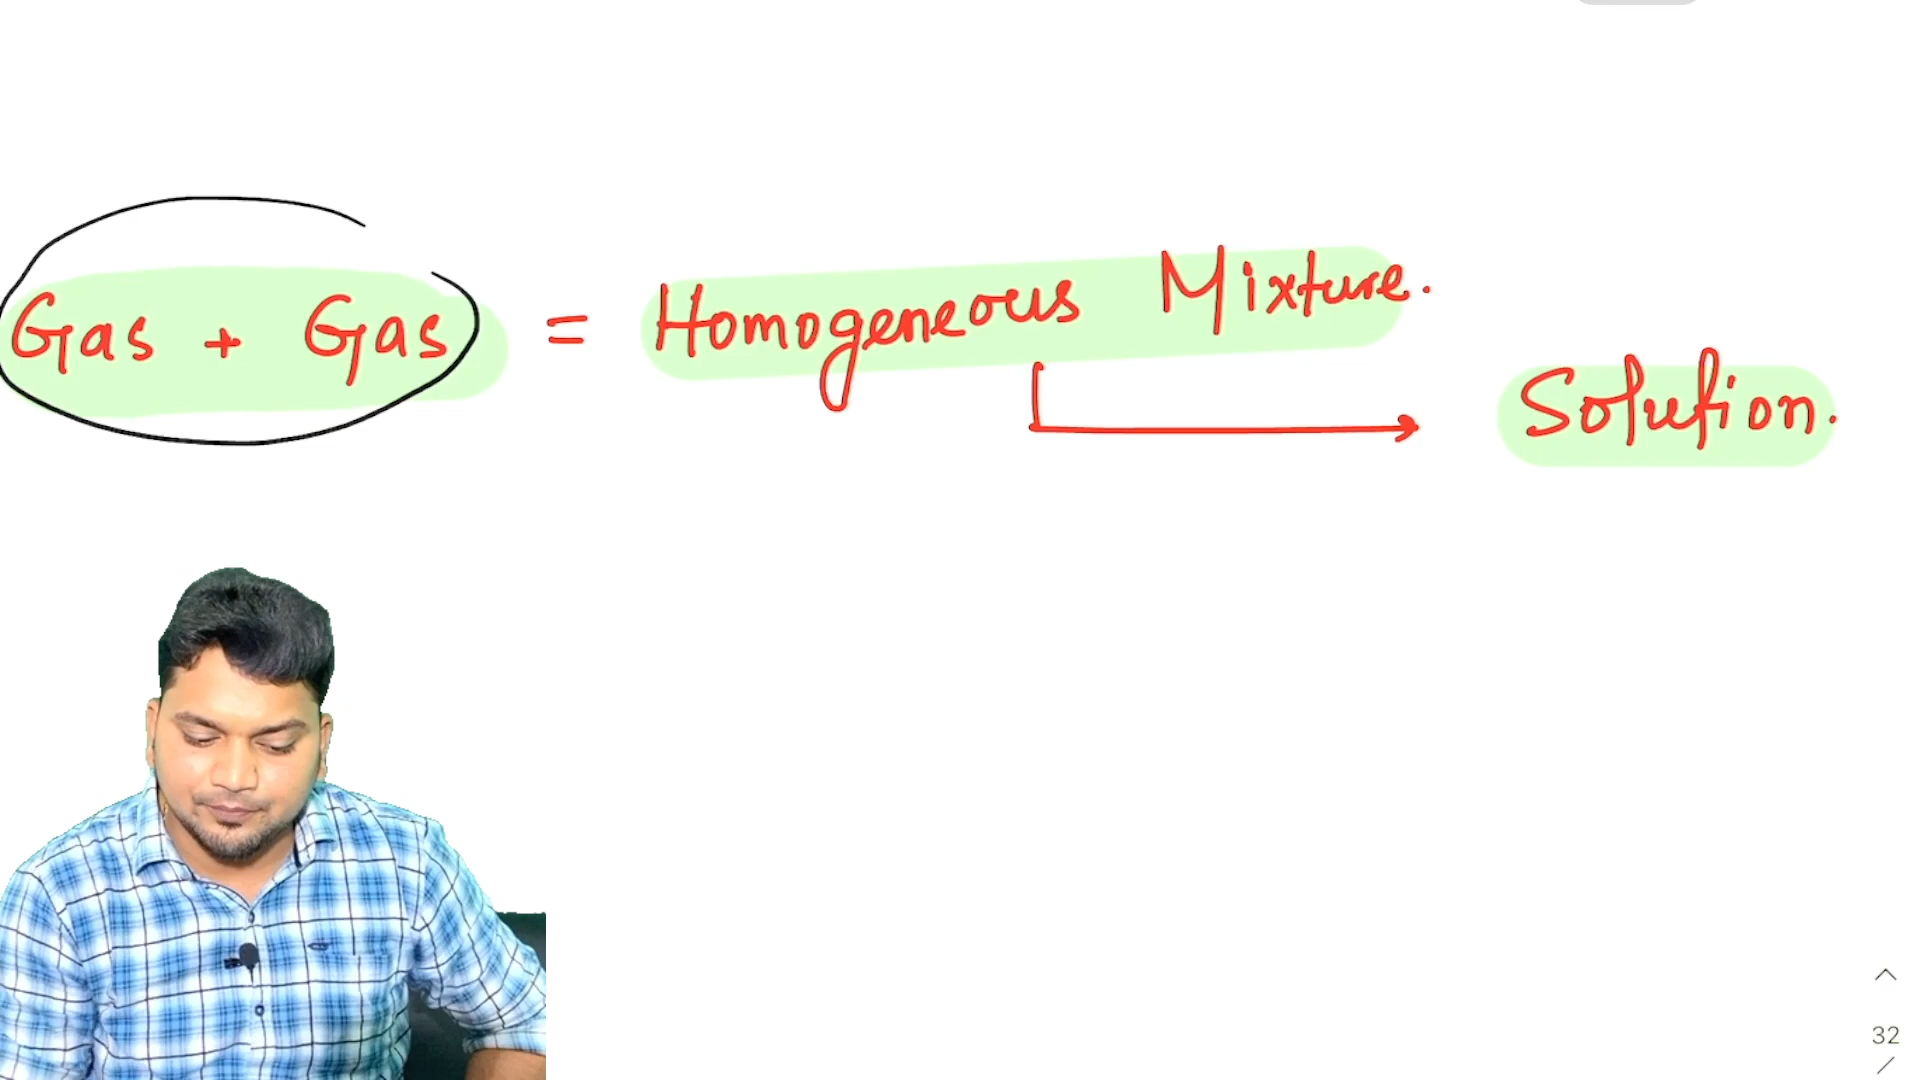 Gas + Gas = Homogeneous Mixture.
Solution.
32
/